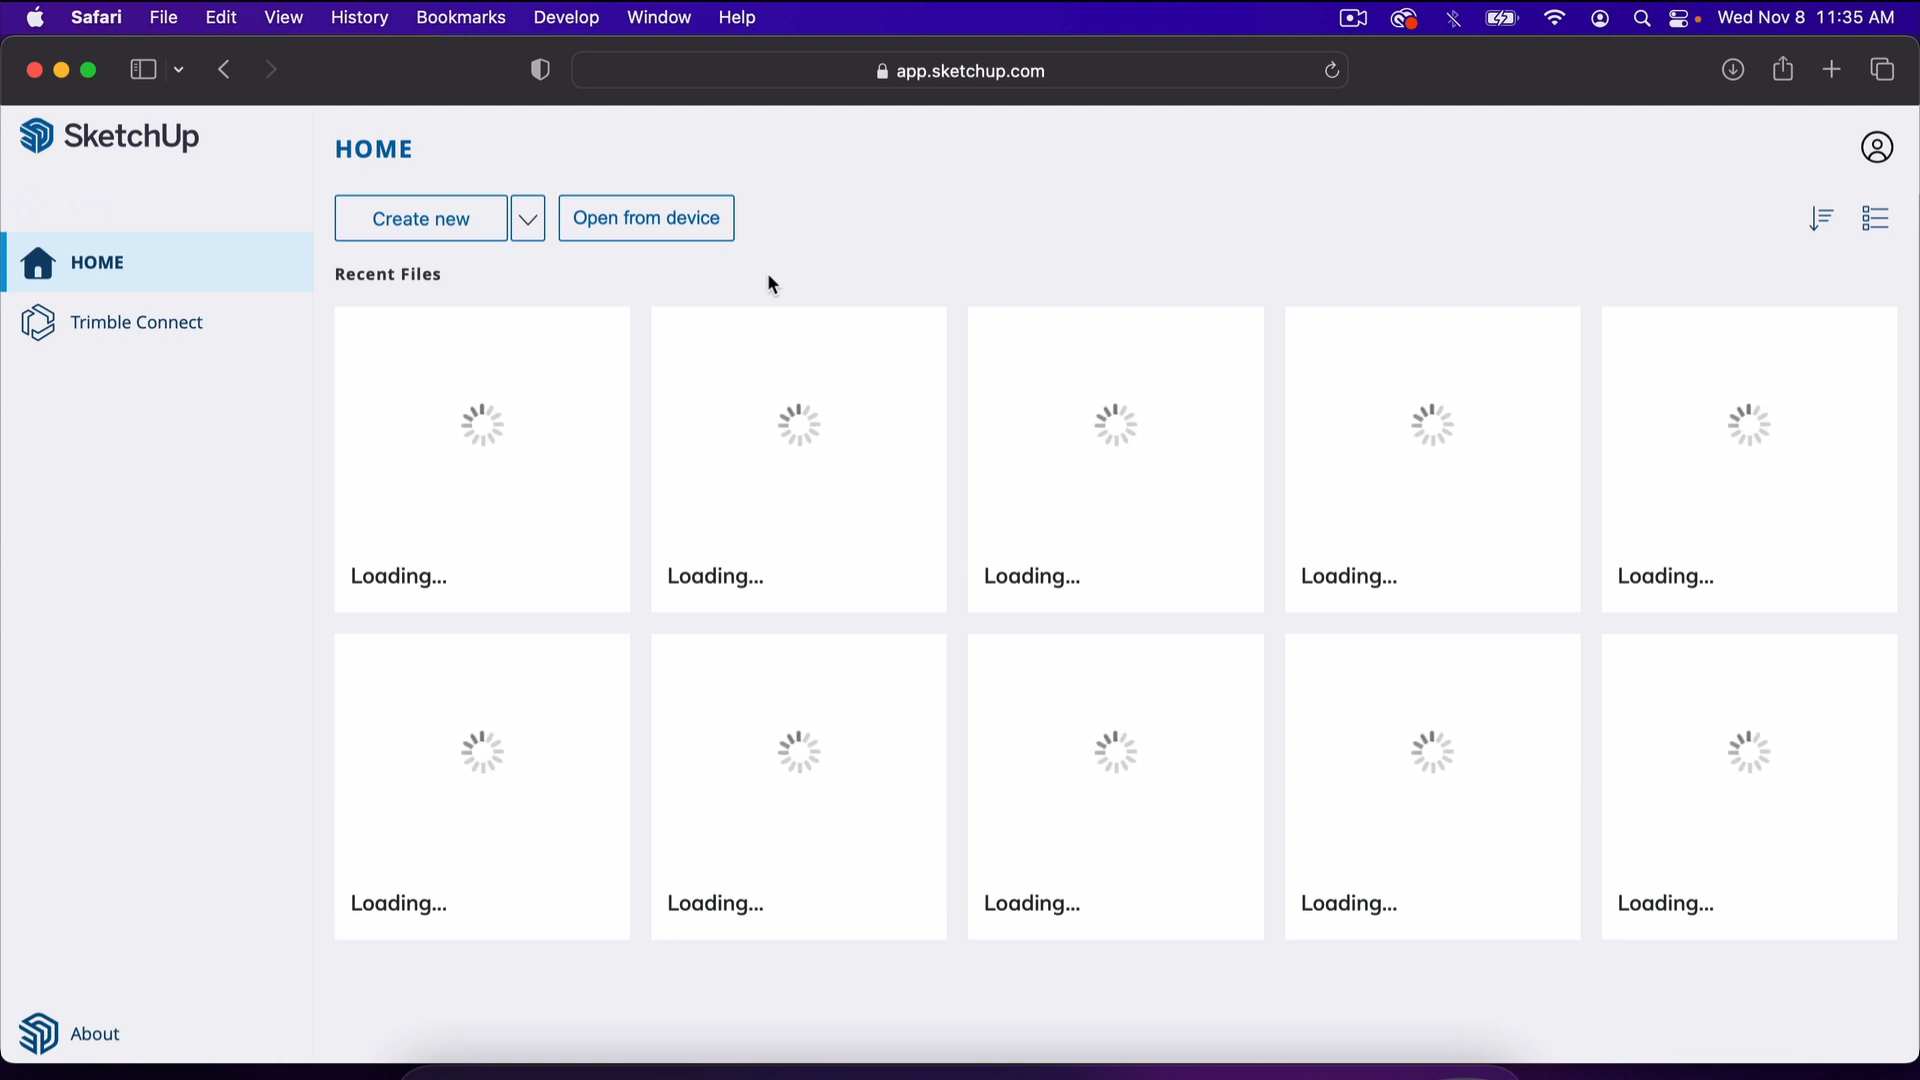 Safari File Edit View History Bookmarks Develop Window Help Wed Nov 8 11:35 AM
app.sketchup.com
SketchUp
HOME
Create new
Open from device
HOME
Recent Files
Trimble Connect
Loading... Loading... Loading... Loading... Loading...
Loading... Loading... Loading... Loading... Loading...
About